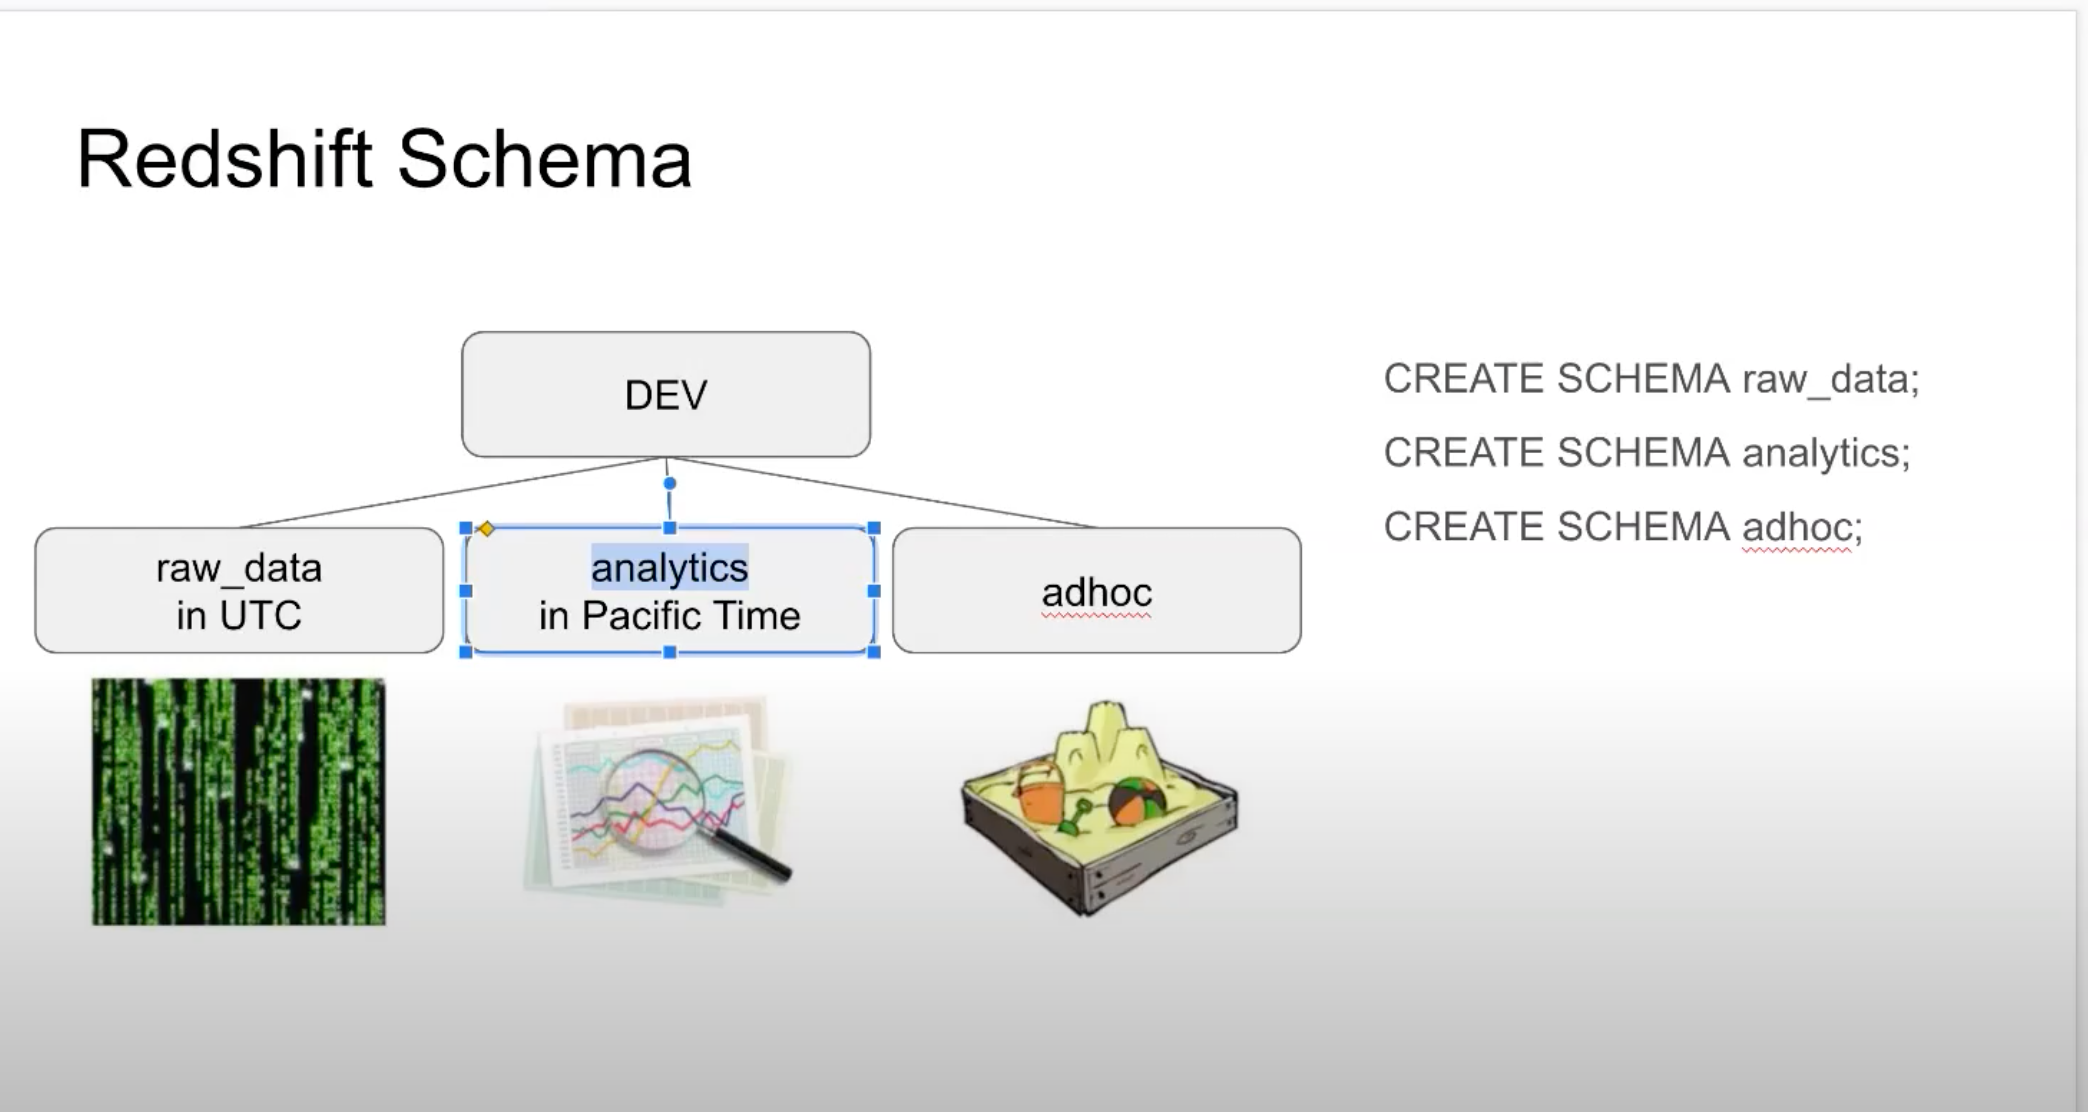 Redshift Schema
DEV
raw_data
in UTC
analytics
in Pacific Time
adhoc
CREATE SCHEMA raw_data;
CREATE SCHEMA analytics;
CREATE SCHEMA adhoc;